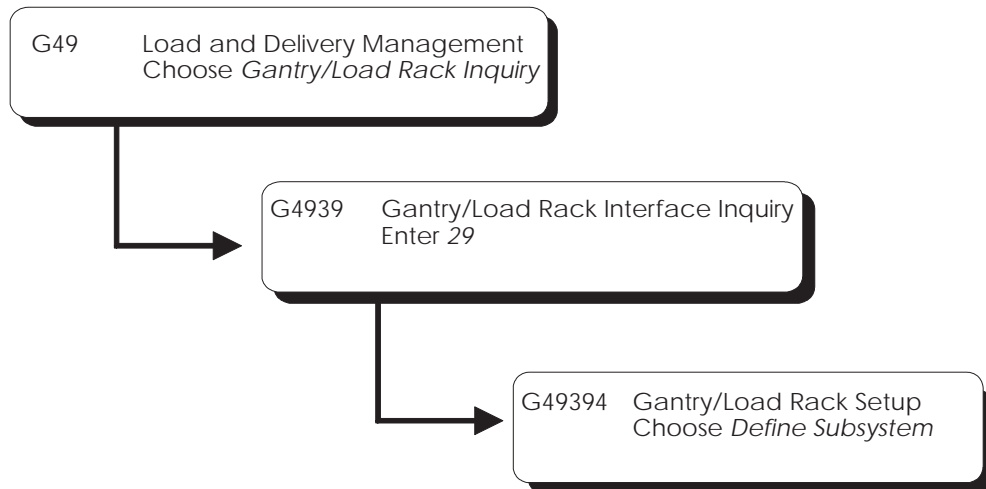 G49 Load and Delivery Management
Choose Gantry/Load Rack Inquiry
G4939 Gantry/Load Rack Interface Inquiry
Enter 29
G49394 Gantry/Load Rack Setup
Choose Define Subsystem